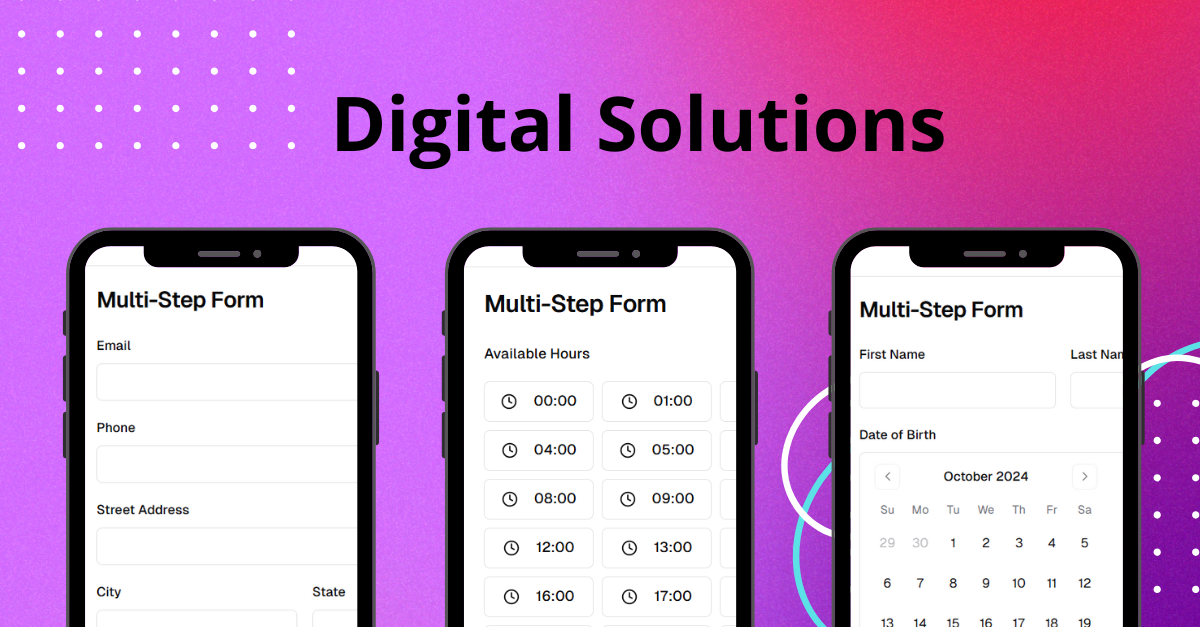 Digital Solutions
Multi-Step Form
Email
Phone
Street Address
City State
Multi-Step Form
Available Hours
00:00 01:00
04:00 05:00
08:00 09:00
12:00 13:00
16:00 17:00
Multi-Step Form
First Name Last Nam
Date of Birth
October 2024
Su Mo Tu We Th Fr Sa
29 30 1 2 3 4 5
6 7 8 9 10 11 12
13 14 15 16 17 18 19